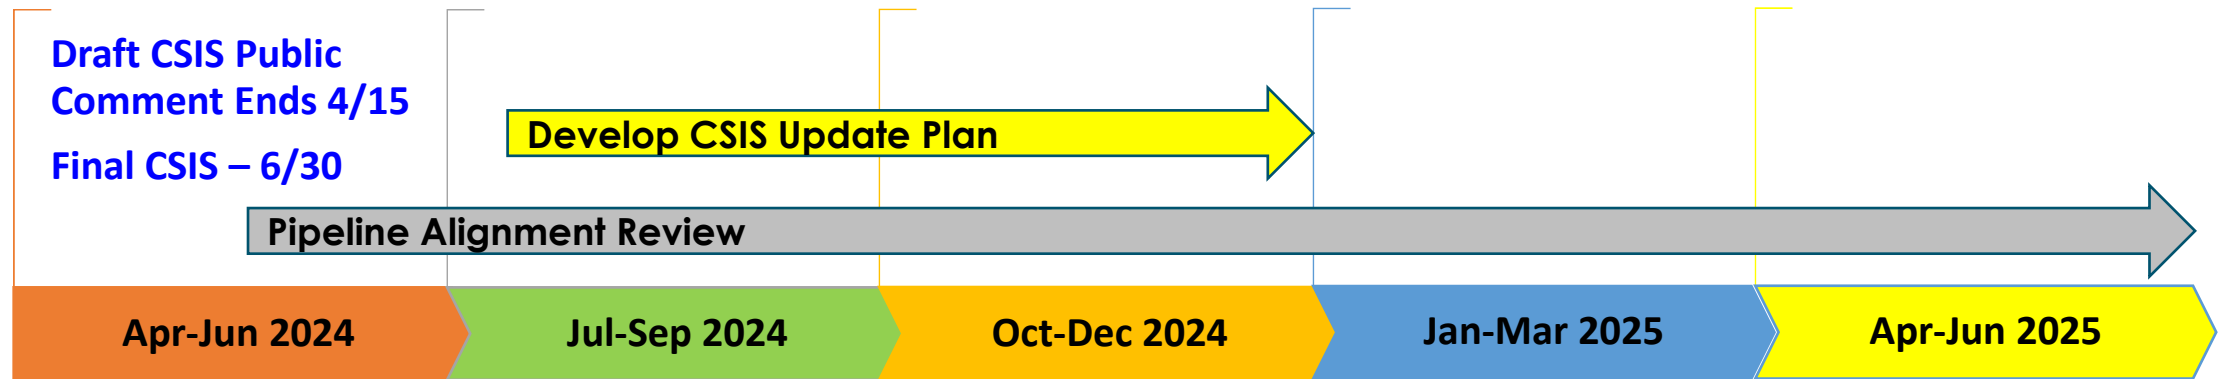 Draft CSIS Public
Comment Ends 4/15
Final CSIS – 6/30
Develop CSIS Update Plan
Pipeline Alignment Review
Apr-Jun 2024
Jul-Sep 2024
Oct-Dec 2024
Jan-Mar 2025
Apr-Jun 2025